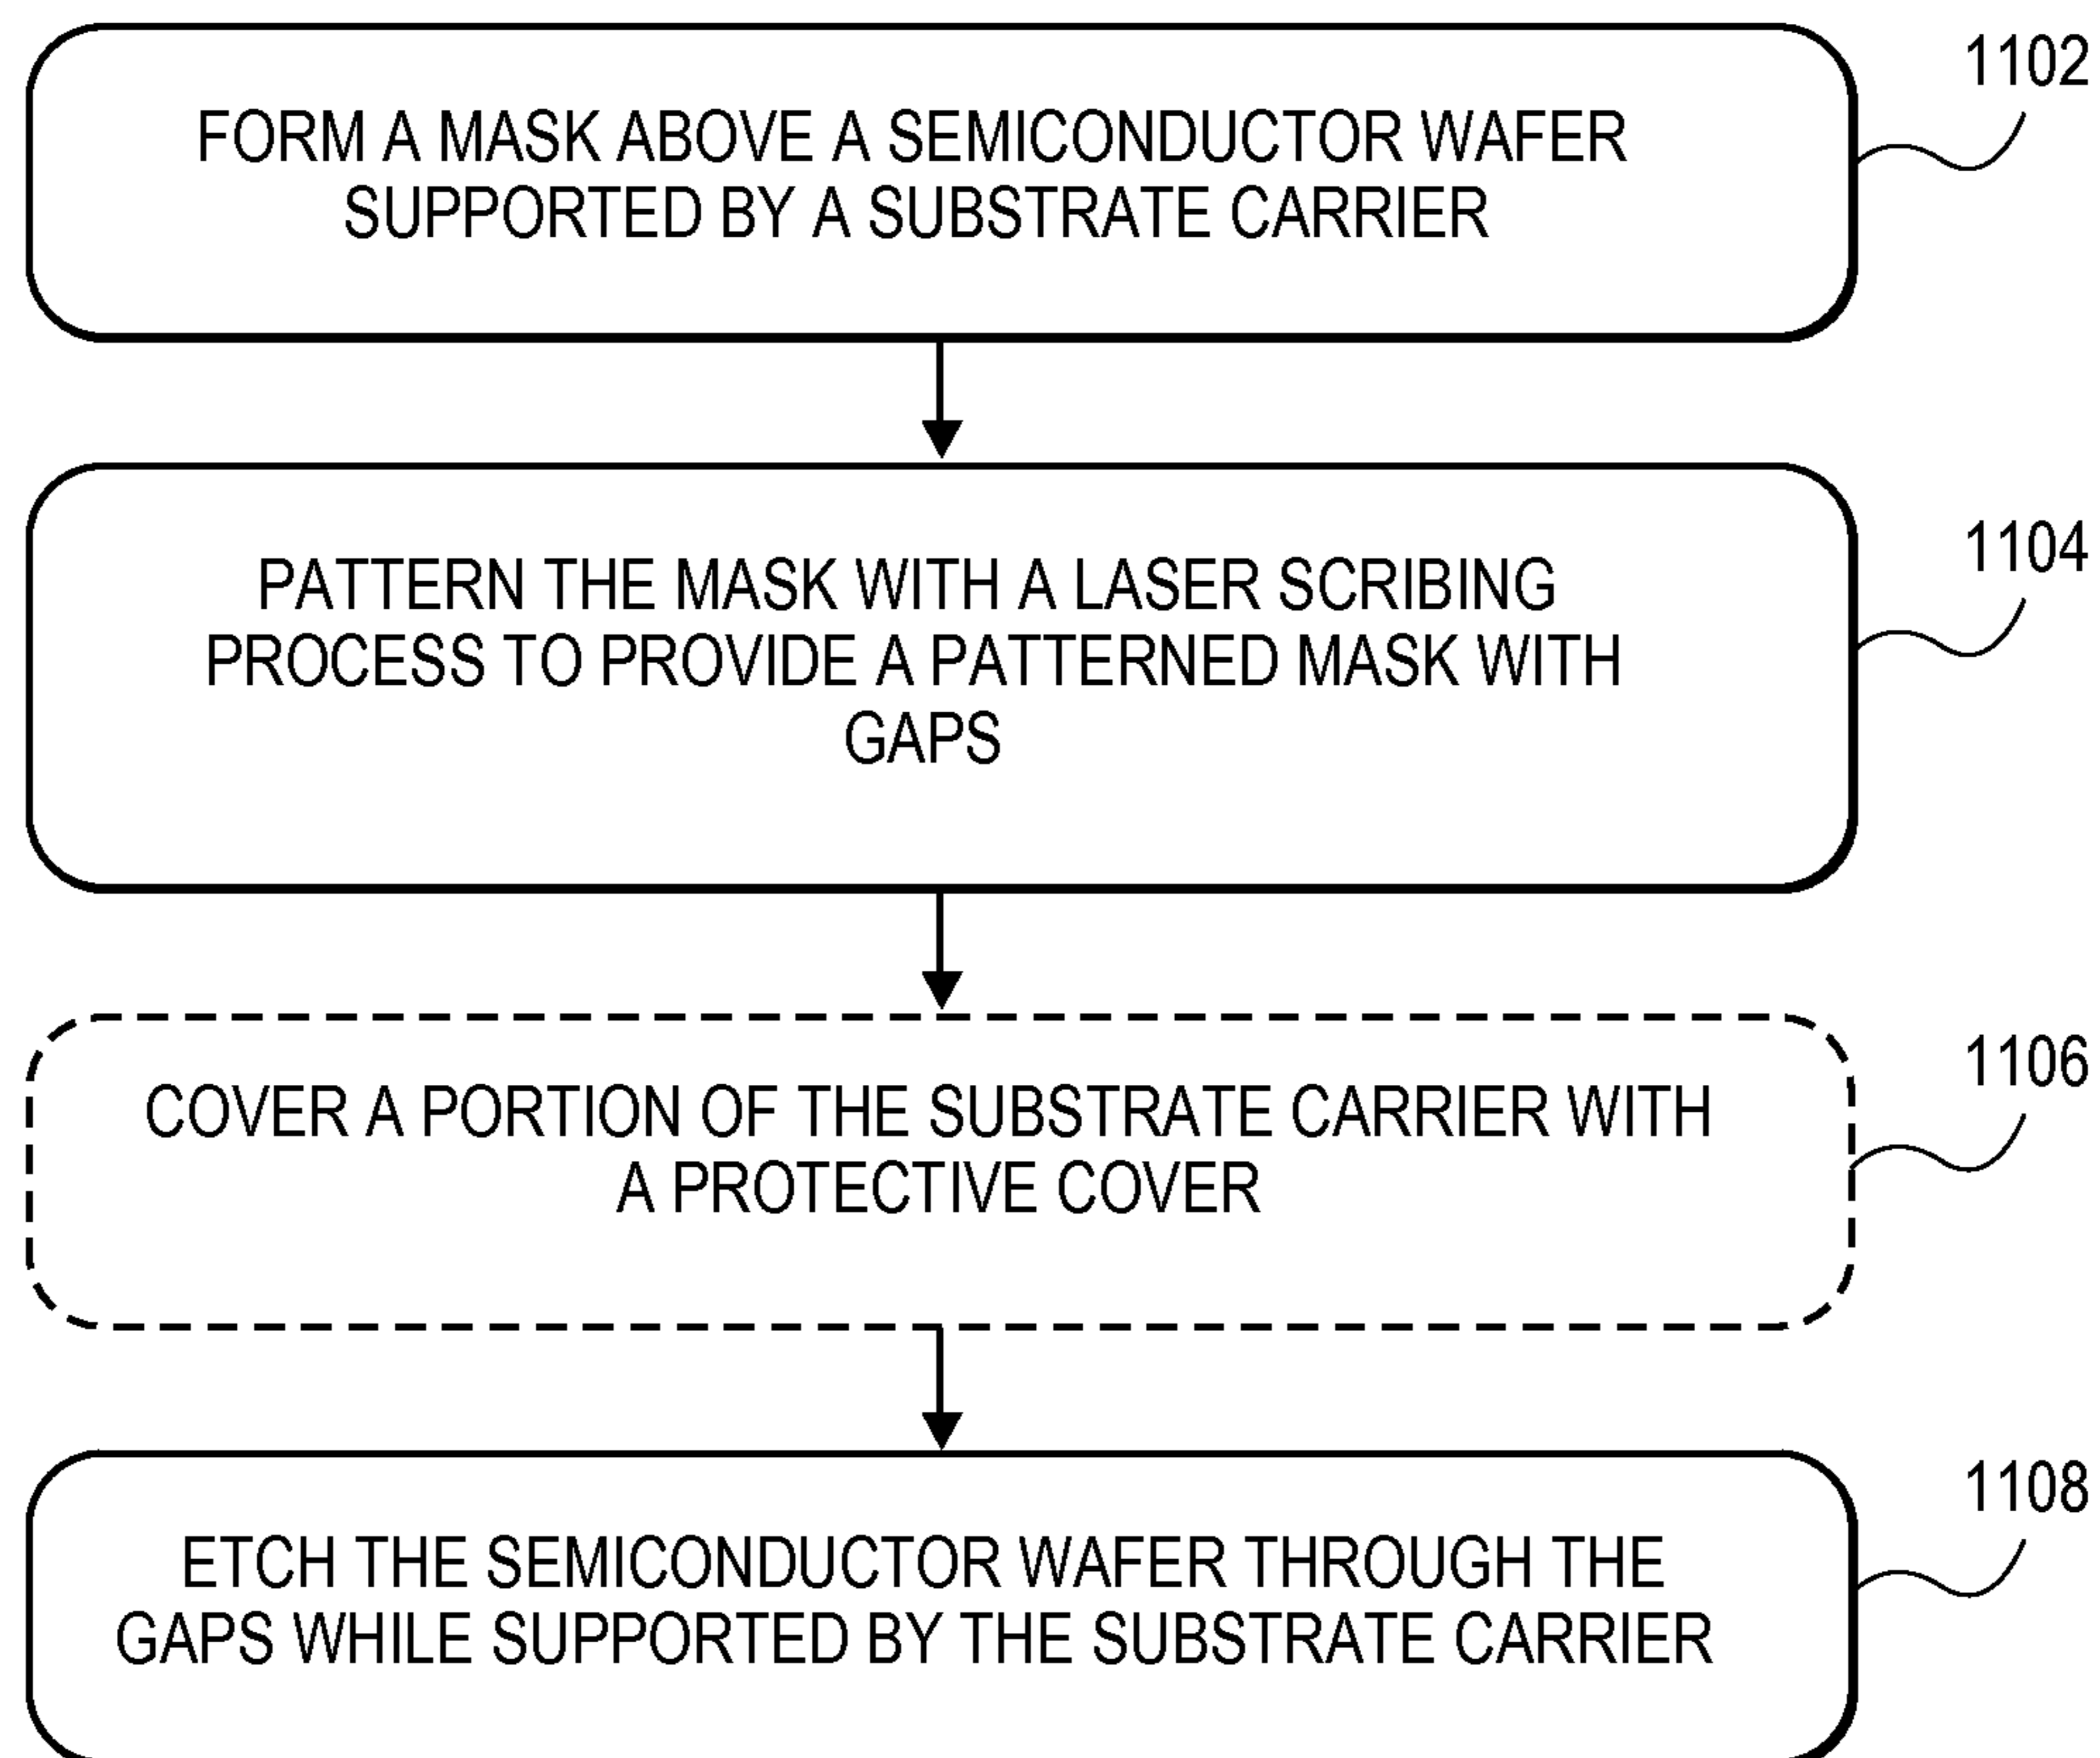 1102
FORM A MASK ABOVE A SEMICONDUCTOR WAFER
SUPPORTED BY A SUBSTRATE CARRIER
1104
PATTERN THE MASK WITH A LASER SCRIBING
PROCESS TO PROVIDE A PATTERNED MASK WITH
GAPS
1106
COVER A PORTION OF THE SUBSTRATE CARRIER WITH
A PROTECTIVE COVER
1108
ETCH THE SEMICONDUCTOR WAFER THROUGH THE
GAPS WHILE SUPPORTED BY THE SUBSTRATE CARRIER